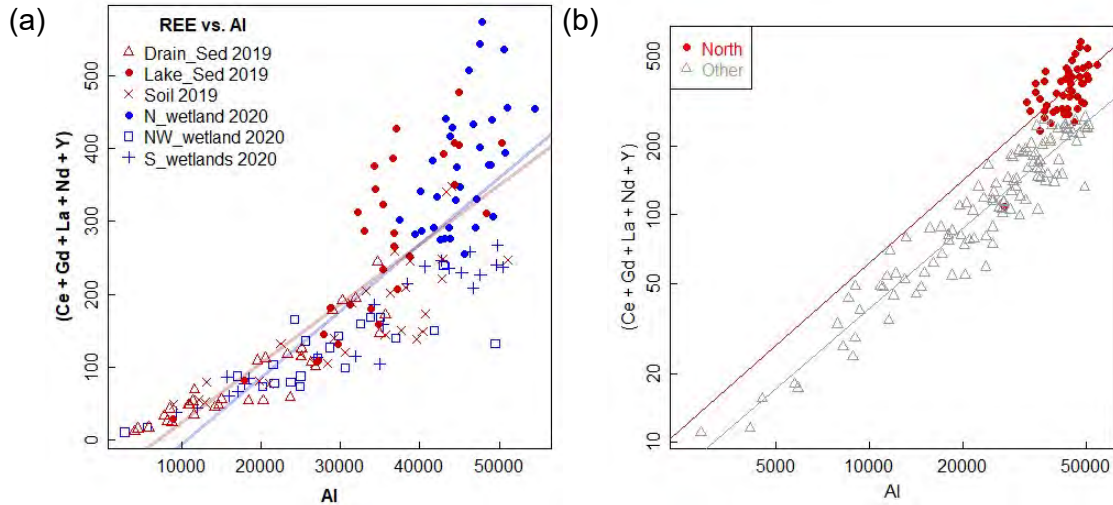 (a)
REE vs. Al
Drain_Sed 2019
Lake_Sed 2019
Soil 2019
N_wetland 2020
NW_wetland 2020
S_wetlands 2020
(Ce + Gd + La + Nd + Y)
0
100
200
300
400
500
10000 20000 30000 40000 50000
Al
(b)
North
Other
(Ce + Gd + La + Nd + Y)
500
200
100
50
20
10
5000 10000 20000 50000
Al